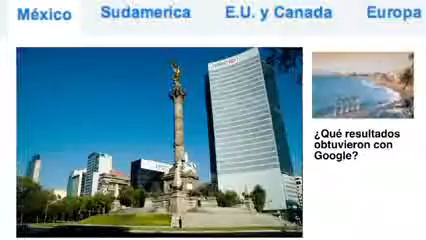 México
Sudamerica
E.U. y Canada
Europa
¿Qué resultados
obtuvieron con
Google?